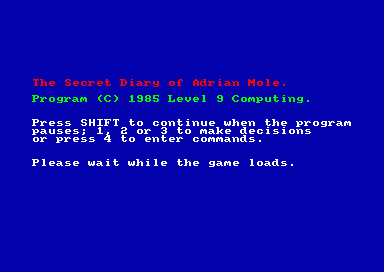 The Secret Diary of Adrian Mole.
Program (C) 1985 Level 9 Computing.
Press SHIFT to continue when the program
pauses; 1, 2 or 3 to make decisions
or press 4 to enter commands.
Please wait while the game loads.